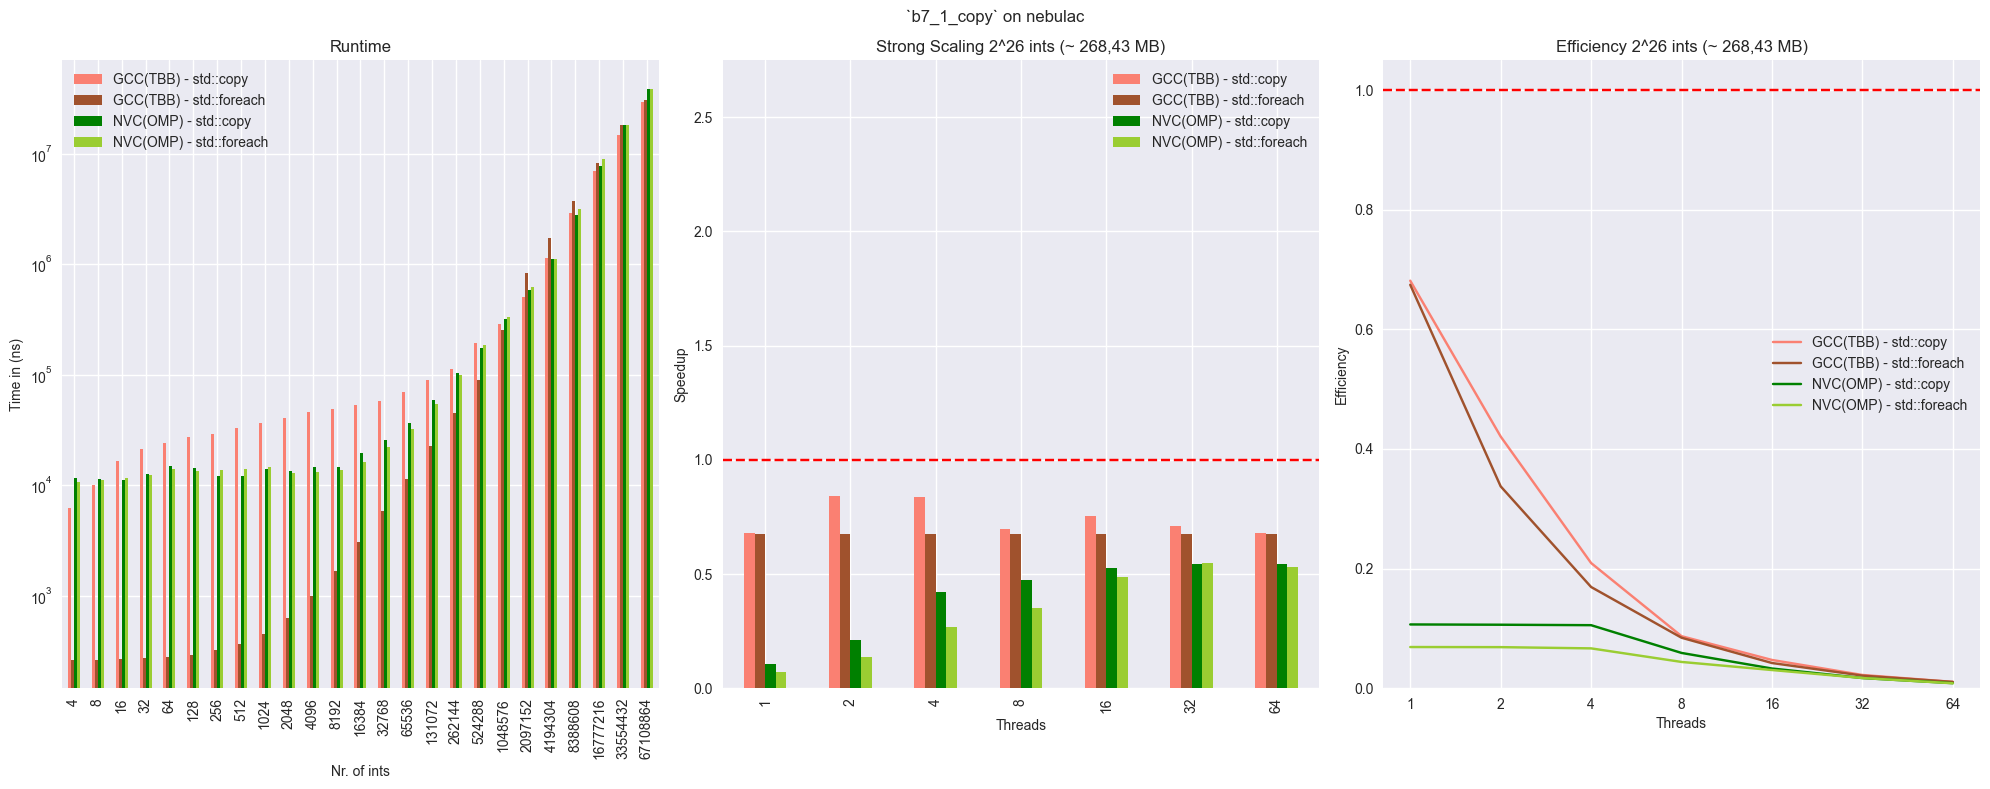 `b7_1_copy` on nebulac
Runtime
GCC(TBB) - std::copy
GCC(TBB) - std::foreach
NVC(OMP) - std::copy
NVC(OMP) - std::foreach
Time in (ns)
10^7
10^6
10^5
10^4
10^3
4 8 16 32 64 128 256 512 1024 2048 4096 8192 16384 32768 65536 131072 262144 524288 1048576 2097152 4194304 8388608 16777216 33554432 67108864
Nr. of ints
Strong Scaling 2^26 ints (~ 268,43 MB)
GCC(TBB) - std::copy
GCC(TBB) - std::foreach
NVC(OMP) - std::copy
NVC(OMP) - std::foreach
Speedup
2.5
2.0
1.5
1.0
0.5
0.0
1 2 4 8 16 32 64
Threads
Efficiency 2^26 ints (~ 268,43 MB)
Efficiency
1.0
0.8
0.6
0.4
0.2
0.0
GCC(TBB) - std::copy
GCC(TBB) - std::foreach
NVC(OMP) - std::copy
NVC(OMP) - std::foreach
1 2 4 8 16 32 64
Threads